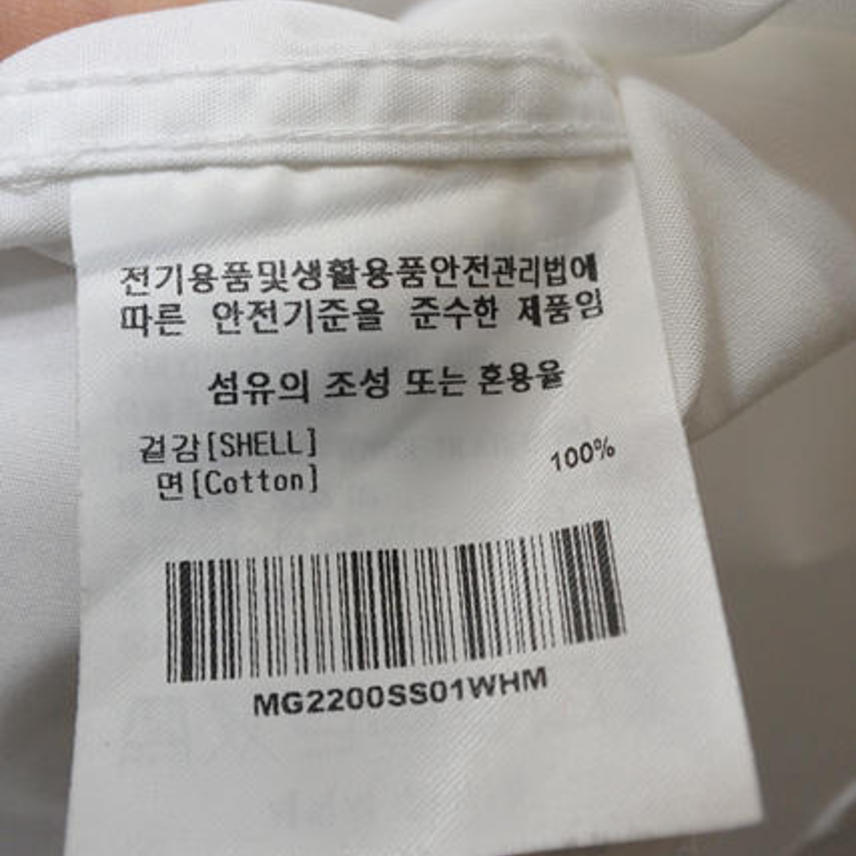 전기용품및생활용품안전관리법에
따른 안전기준을 준수한 제품임
섬유의 조성 또는 혼용율
겉감[SHELL]
면[Cotton] 100%
MG2200SS01WHM